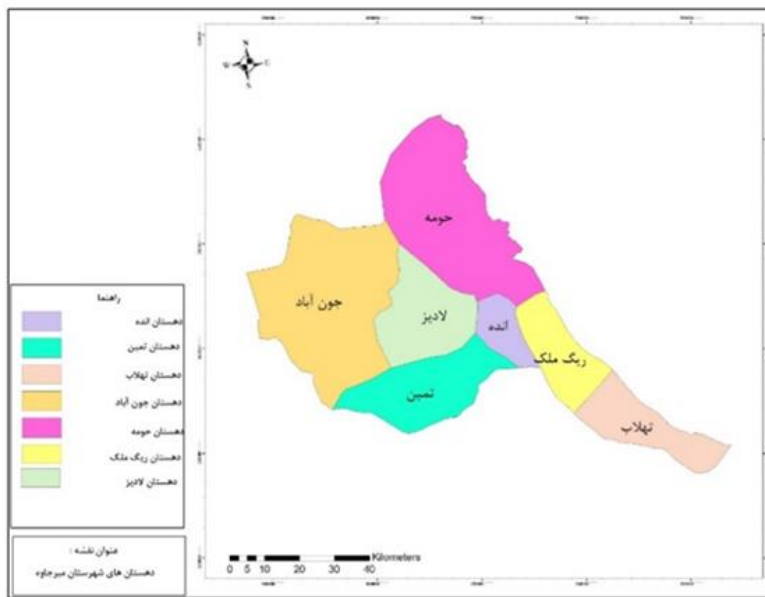 N
W E
S
حومه
جون آباد
لادیز
انده
ریگ ملک
تمین
تهلاب
راهنما
دهستان انده
دهستان تمین
دهستان تهلاب
دهستان جون آباد
دهستان حومه
دهستان ریگ ملک
دهستان لادیز
عنوان نقشه :
دهستان های شهرستان میرجاوه
Kilometers
0 5 10 20 30 40